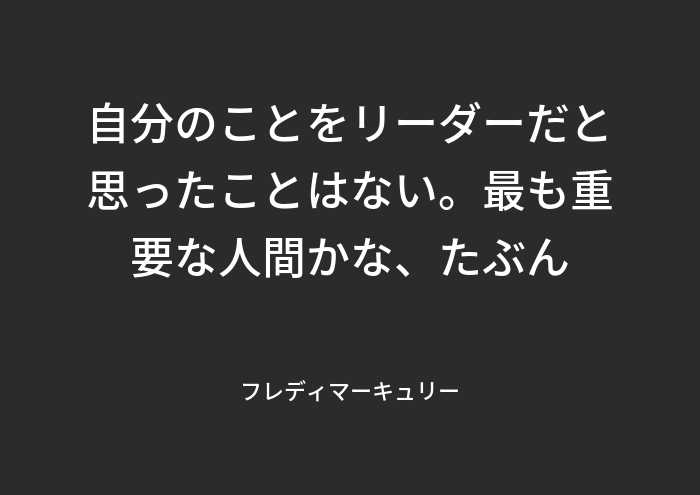 自分のことをリーダーだと
思ったことはない。最も重
要な人間かな、たぶん
フレディマーキュリー